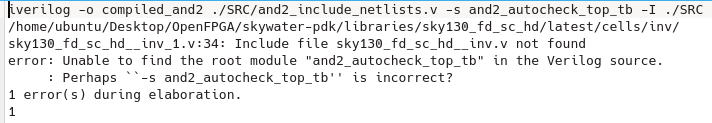 iverilog -o compiled_and2 ./SRC/and2_include_netlists.v -s and2_autocheck_top_tb -I ./SRC
/home/ubuntu/Desktop/OpenFPGA/skywater-pdk/libraries/sky130_fd_sc_hd/latest/cells/inv/
sky130_fd_sc_hd__inv_1.v:34: Include file sky130_fd_sc_hd__inv.v not found
error: Unable to find the root module "and2_autocheck_top_tb" in the Verilog source.
     : Perhaps ``-s and2_autocheck_top_tb'' is incorrect?
1 error(s) during elaboration.
1